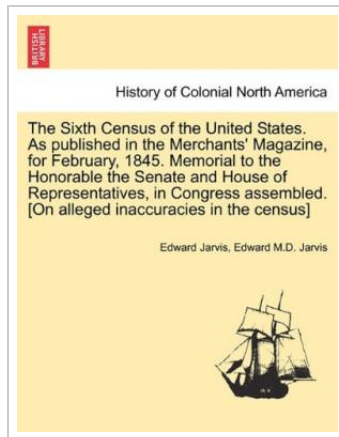 BRITISH
LIBRARY
History of Colonial North America
The Sixth Census of the United States.
As published in the Merchants' Magazine,
for February, 1845. Memorial to the
Honorable the Senate and House of
Representatives, in Congress assembled.
[On alleged inaccuracies in the census]
Edward Jarvis, Edward M.D. Jarvis